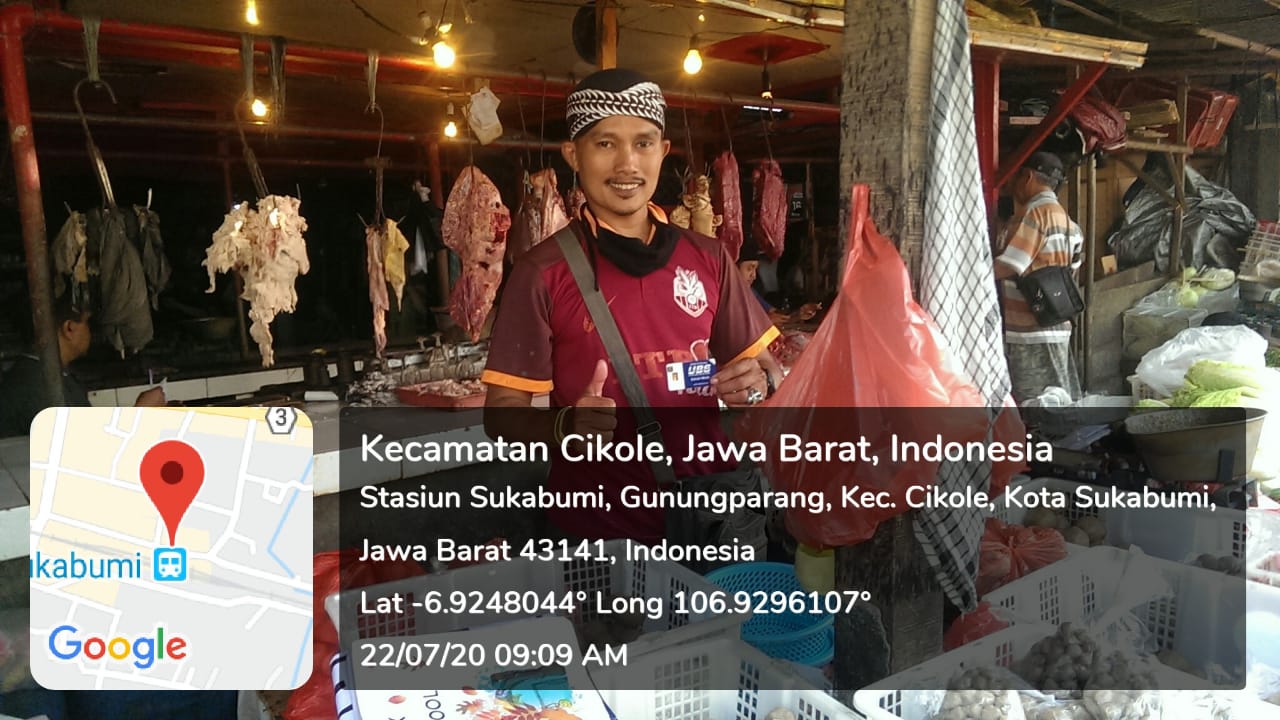 UBS
3
ukabumi
Google
Kecamatan Cikole, Jawa Barat, Indonesia
Stasiun Sukabumi, Gunungparang, Kec. Cikole, Kota Sukabumi,
Jawa Barat 43141, Indonesia
Lat -6.9248044° Long 106.9296107°
22/07/20 09:09 AM